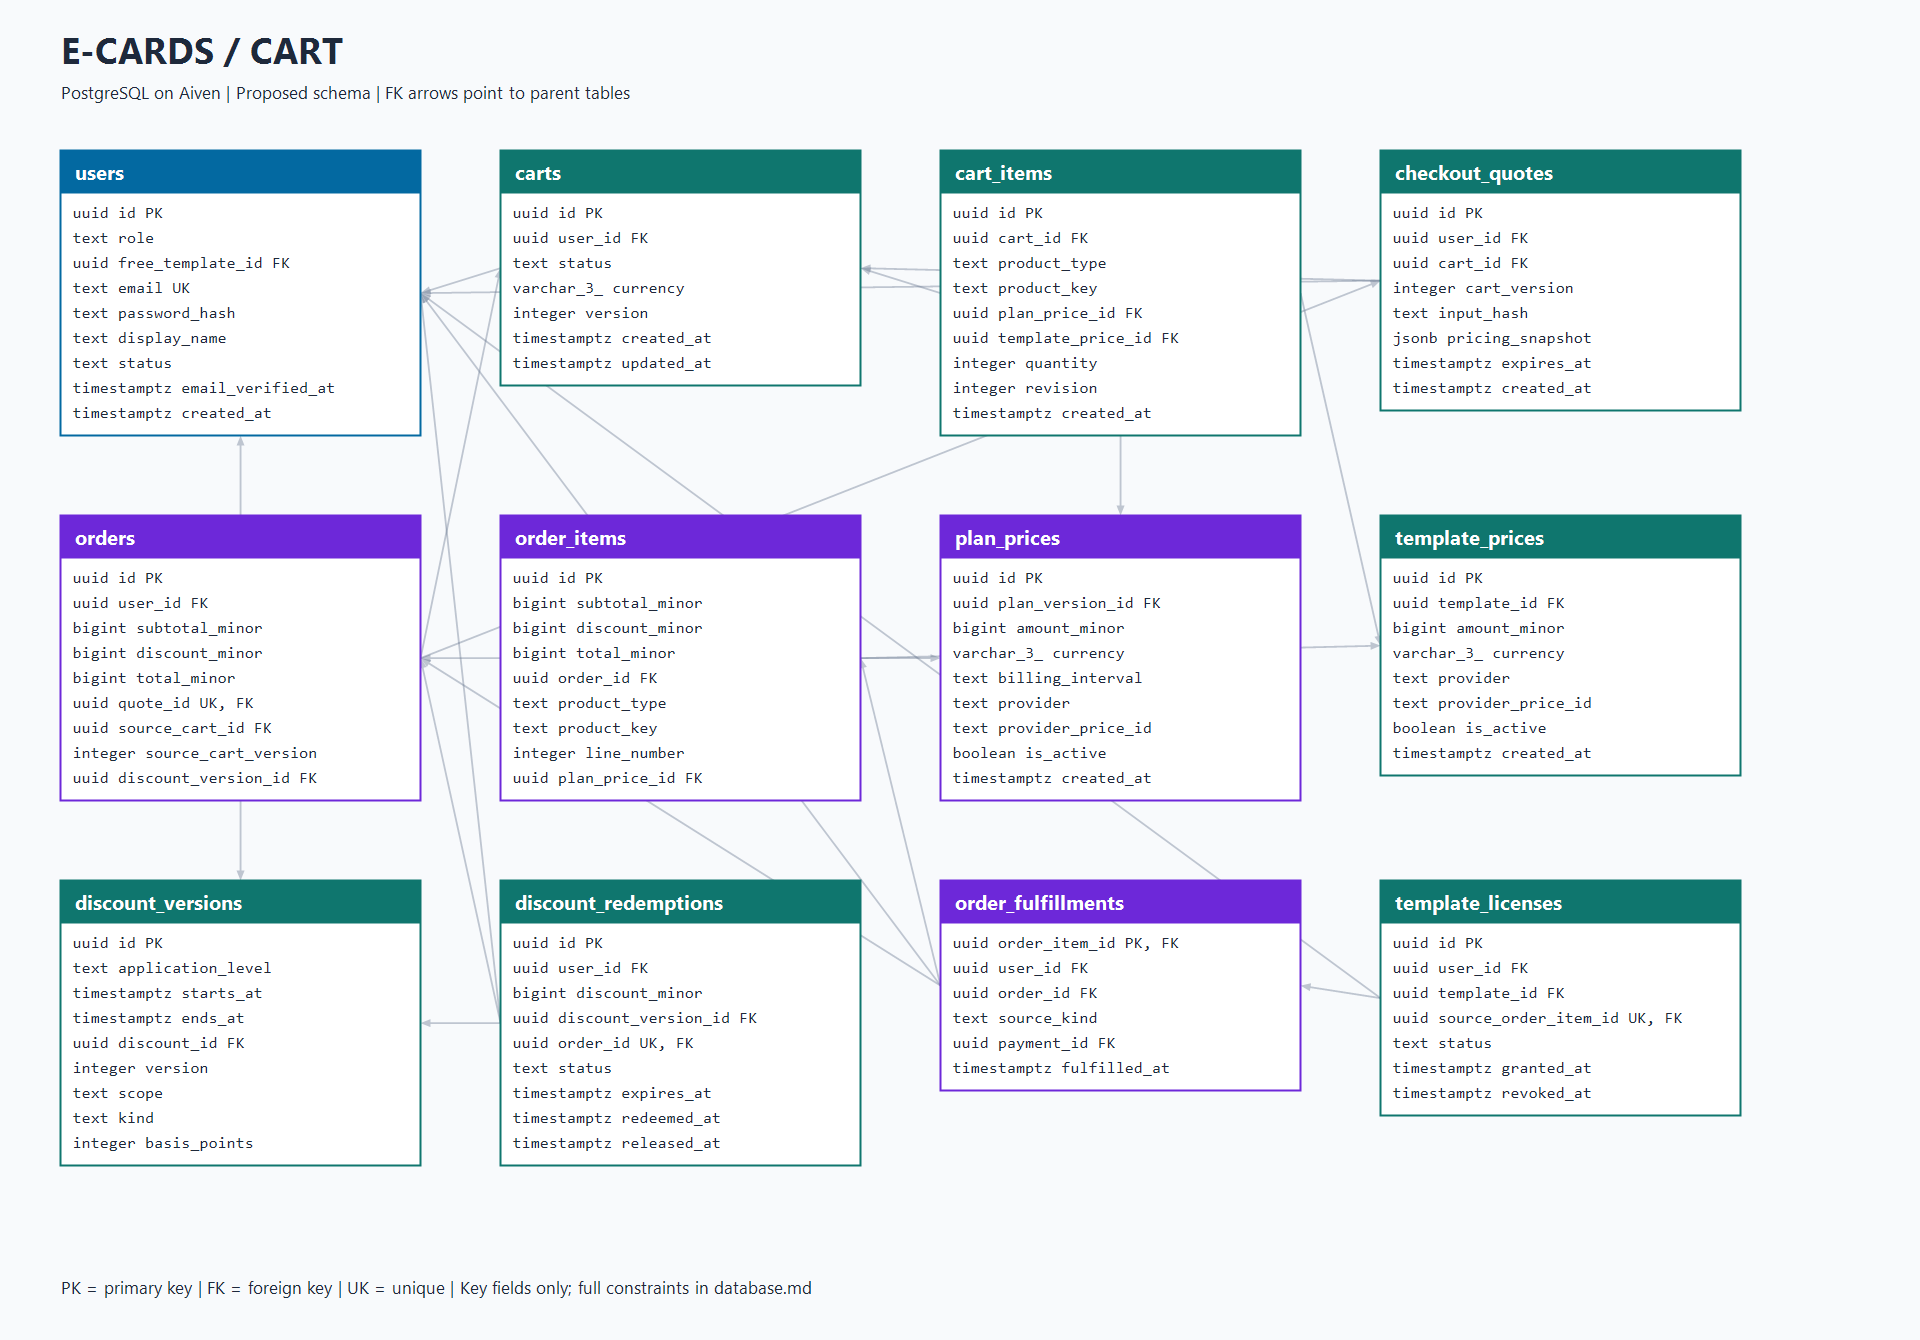 E-CARDS / CART
PostgreSQL on Aiven | Proposed schema | FK arrows point to parent tables
users
uuid id PK
text role
uuid free_template_id FK
text email UK
text password_hash
text display_name
text status
timestamptz email_verified_at
timestamptz created_at
carts
uuid id PK
uuid user_id FK
text status
varchar_3_ currency
integer version
timestamptz created_at
timestamptz updated_at
cart_items
uuid id PK
uuid cart_id FK
text product_type
text product_key
uuid plan_price_id FK
uuid template_price_id FK
integer quantity
integer revision
timestamptz created_at
checkout_quotes
uuid id PK
uuid user_id FK
uuid cart_id FK
integer cart_version
text input_hash
jsonb pricing_snapshot
timestamptz expires_at
timestamptz created_at
orders
uuid id PK
uuid user_id FK
bigint subtotal_minor
bigint discount_minor
bigint total_minor
uuid quote_id UK, FK
uuid source_cart_id FK
integer source_cart_version
uuid discount_version_id FK
order_items
uuid id PK
bigint subtotal_minor
bigint discount_minor
bigint total_minor
uuid order_id FK
text product_type
text product_key
integer line_number
uuid plan_price_id FK
plan_prices
uuid id PK
uuid plan_version_id FK
bigint amount_minor
varchar_3_ currency
text billing_interval
text provider
text provider_price_id
boolean is_active
timestamptz created_at
template_prices
uuid id PK
uuid template_id FK
bigint amount_minor
varchar_3_ currency
text provider
text provider_price_id
boolean is_active
timestamptz created_at
discount_versions
uuid id PK
text application_level
timestamptz starts_at
timestamptz ends_at
uuid discount_id FK
integer version
text scope
text kind
integer basis_points
discount_redemptions
uuid id PK
uuid user_id FK
bigint discount_minor
uuid discount_version_id FK
uuid order_id UK, FK
text status
timestamptz expires_at
timestamptz redeemed_at
timestamptz released_at
order_fulfillments
uuid order_item_id PK, FK
uuid user_id FK
uuid order_id FK
text source_kind
uuid payment_id FK
timestamptz fulfilled_at
template_licenses
uuid id PK
uuid user_id FK
uuid template_id FK
uuid source_order_item_id UK, FK
text status
timestamptz granted_at
timestamptz revoked_at
PK = primary key | FK = foreign key | UK = unique | Key fields only; full constraints in database.md